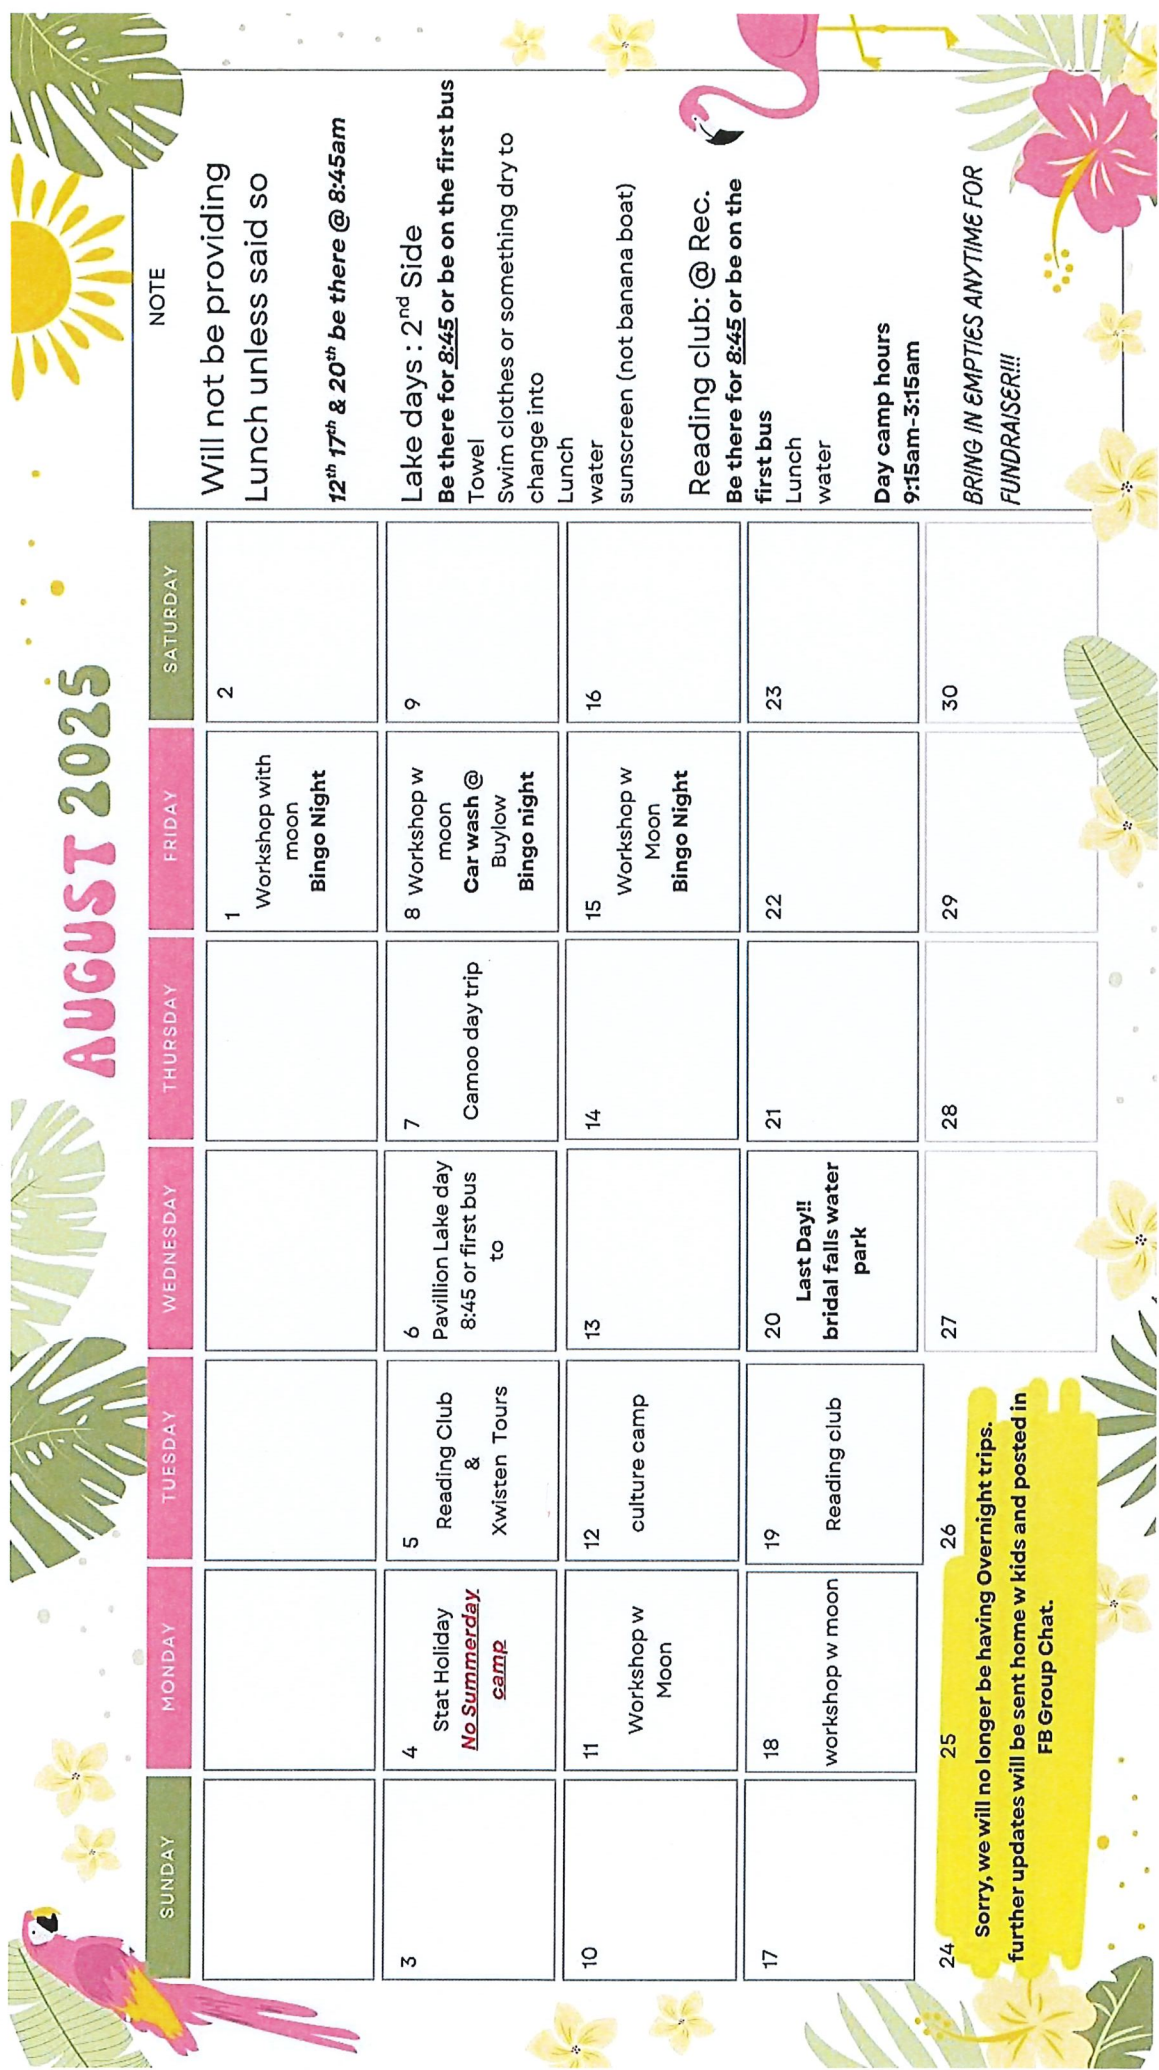 AUGUST 2025
SUNDAY
MONDAY
TUESDAY
WEDNESDAY
THURSDAY
FRIDAY
SATURDAY
1
Workshop with
moon
Bingo Night
2
3
4
Stat Holiday
No Summerday
camp
5
Reading Club
&
Xwisten Tours
6
Pavillion Lake day
8:45 or first bus
to
7
Camoo day trip
8 Workshop w
moon
Car wash @
Buylow
Bingo night
9
10
11
Workshop w
Moon
12
culture camp
13
14
15
Workshop w
Moon
Bingo Night
16
17
18
workshop w moon
19
Reading club
20
Last Day!!
bridal falls water
park
21
22
23
24
25
26
Sorry, we will no longer be having Overnight trips.
further updates will be sent home w kids and posted in
FB Group Chat.
27
28
29
30
NOTE
Will not be providing
Lunch unless said so
12th 17th & 20th be there @ 8:45am
Lake days : 2nd Side
Be there for 8:45 or be on the first bus
Towel
Swim clothes or something dry to
change into
Lunch
water
sunscreen (not banana boat)
Reading club: @ Rec.
Be there for 8:45 or be on the
first bus
Lunch
water
Day camp hours
9:15am-3:15am
BRING IN EMPTIES ANYTIME FOR
FUNDRAISER!!!